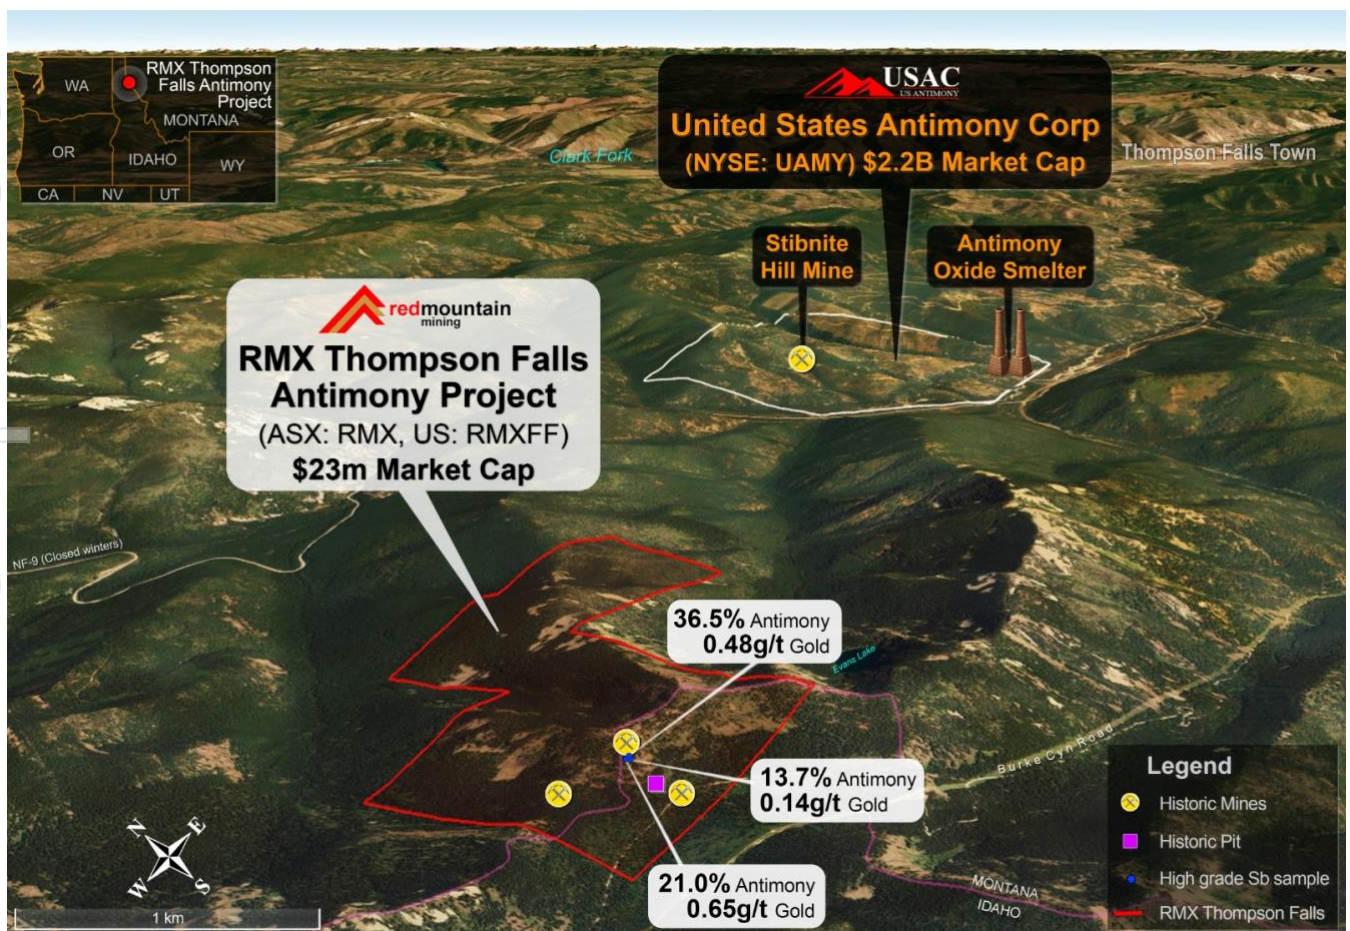 WA
RMX Thompson
Falls Antimony
Project
MONTANA
OR
IDAHO
WY
CA
NV
UT
USAC
US ANTIMONY
United States Antimony Corp
(NYSE: UAMY) $2.2B Market Cap
Clark Fork
Thompson Falls Town
Stibnite
Hill Mine
Antimony
Oxide Smelter
redmountain
mining
RMX Thompson Falls
Antimony Project
(ASX: RMX, US: RMXFF)
$23m Market Cap
NF-9 (Closed winters)
36.5% Antimony
0.48g/t Gold
Evans Lake
13.7% Antimony
0.14g/t Gold
Burke Cyn Road
21.0% Antimony
0.65g/t Gold
MONTANA
IDAHO
N
E
W
S
1 km
Legend
Historic Mines
Historic Pit
High grade Sb sample
RMX Thompson Falls